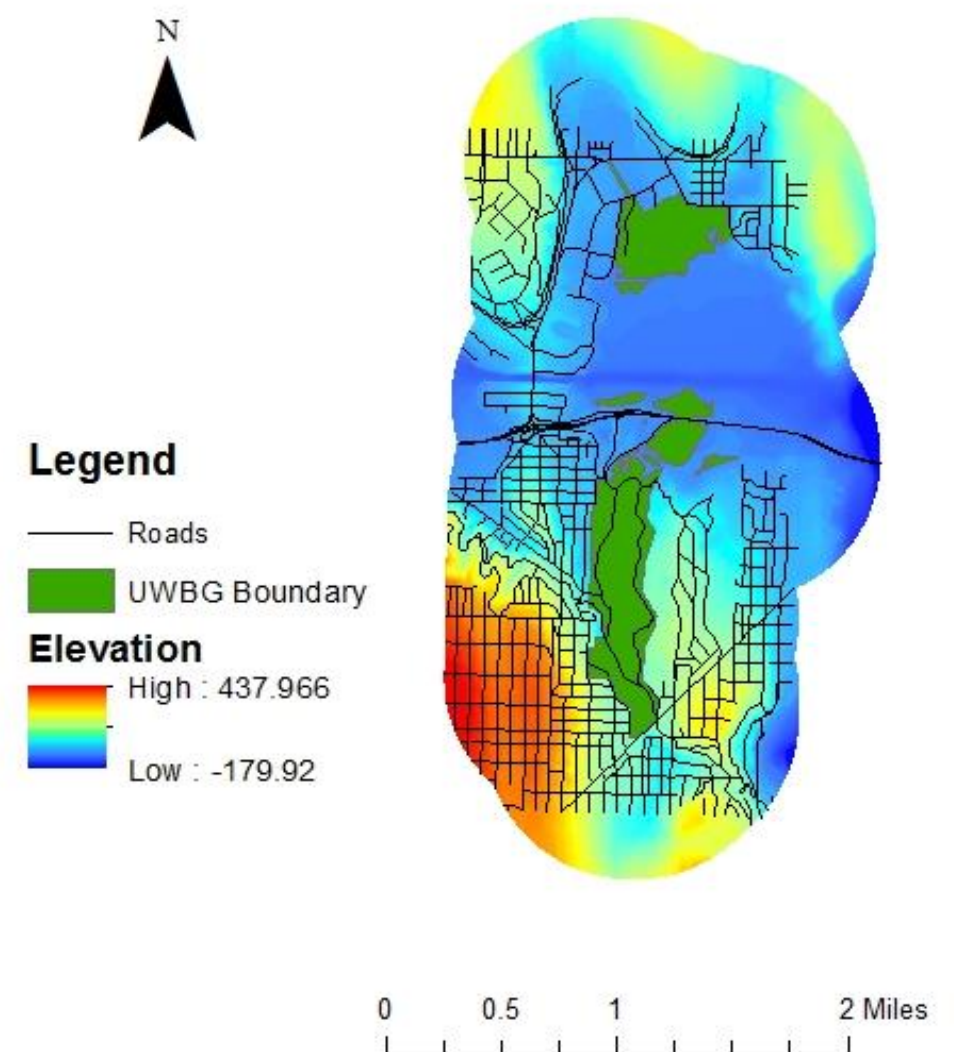 N
Legend
Roads
UWBG Boundary
Elevation
High : 437.966
Low : -179.92
0 0.5 1 2 Miles